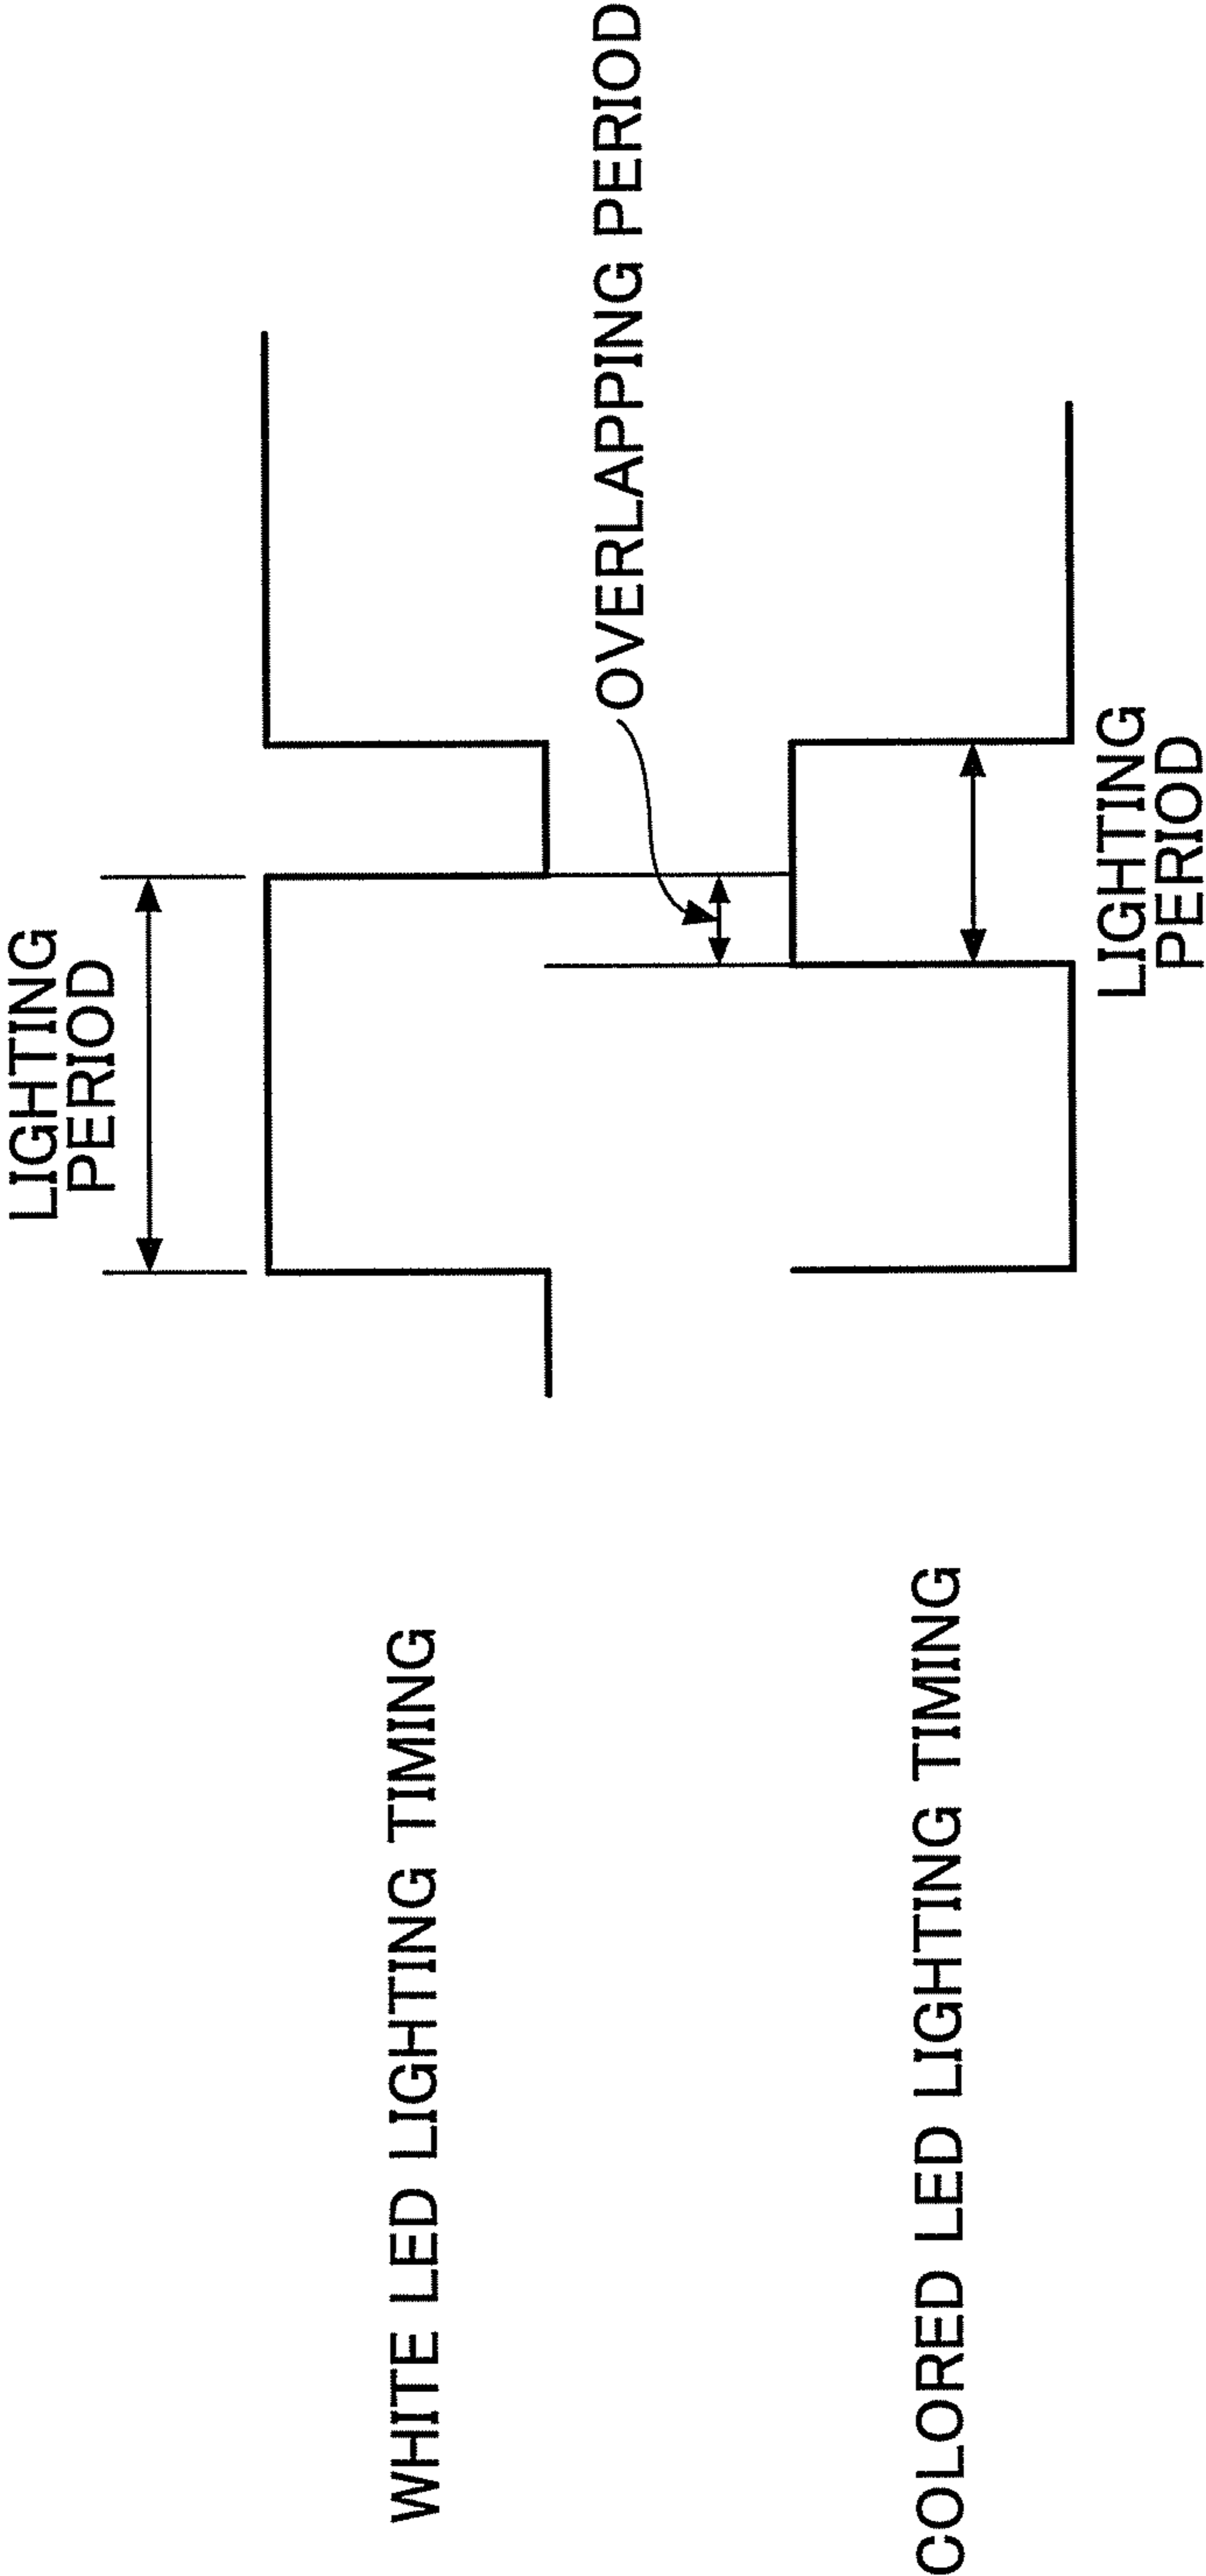 LIGHTING
PERIOD
WHITE LED LIGHTING TIMING
OVERLAPPING PERIOD
COLORED LED LIGHTING TIMING
LIGHTING
PERIOD